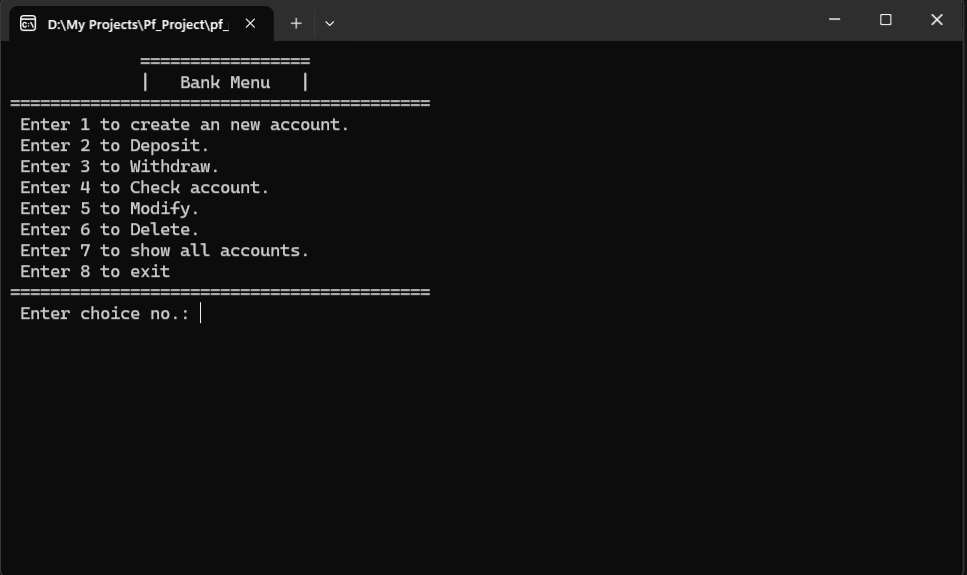 D:\My Projects\Pf_Project\pf_
=================
|   Bank Menu   |
==========================================
Enter 1 to create an new account.
Enter 2 to Deposit.
Enter 3 to Withdraw.
Enter 4 to Check account.
Enter 5 to Modify.
Enter 6 to Delete.
Enter 7 to show all accounts.
Enter 8 to exit
==========================================
Enter choice no.: